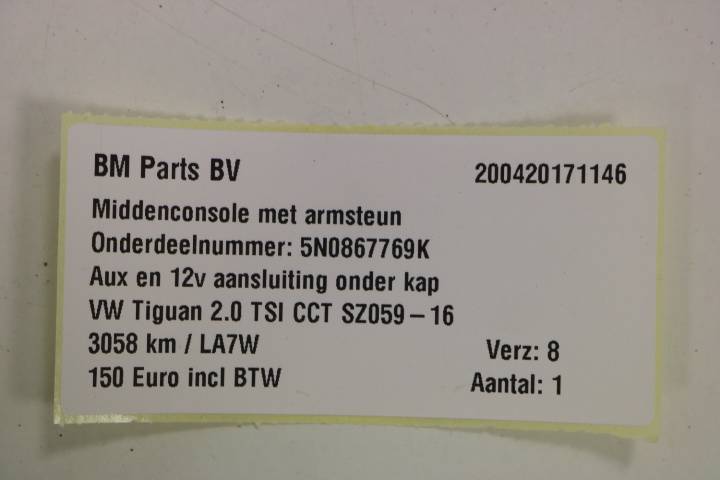 BM Parts BV 200420171146
Middenconsole met armsteun
Onderdeelnummer: 5N0867769K
Aux en 12v aansluiting onder kap
VW Tiguan 2.0 TSI CCT SZ059 – 16
3058 km / LA7W Verz: 8
150 Euro incl BTW Aantal: 1